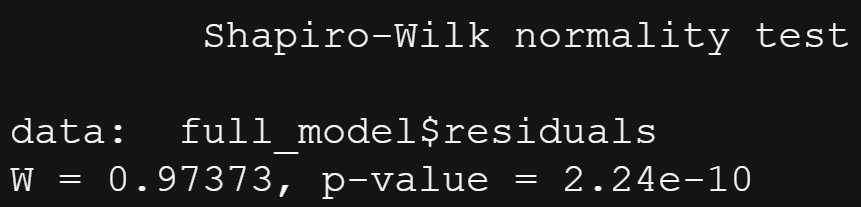 Shapiro-Wilk normality test
data:  full_model$residuals
W = 0.97373, p-value = 2.24e-10